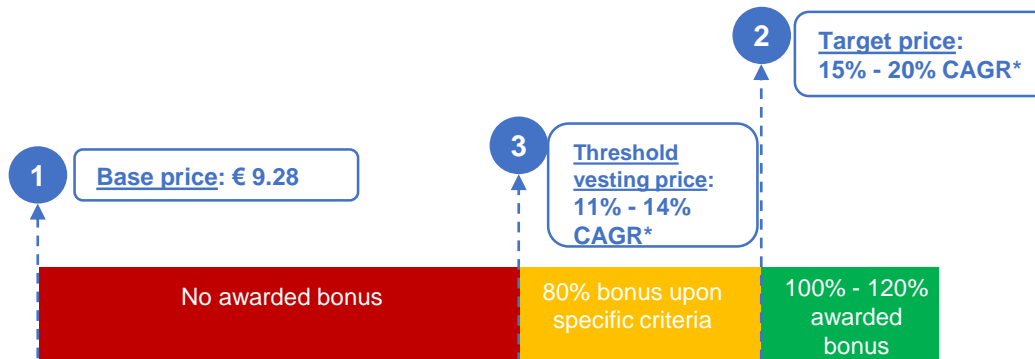 2
Target price:
15% - 20% CAGR*
3
Threshold
vesting price:
11% - 14%
CAGR*
1
Base price: € 9.28
No awarded bonus
80% bonus upon
specific criteria
100% - 120%
awarded
bonus